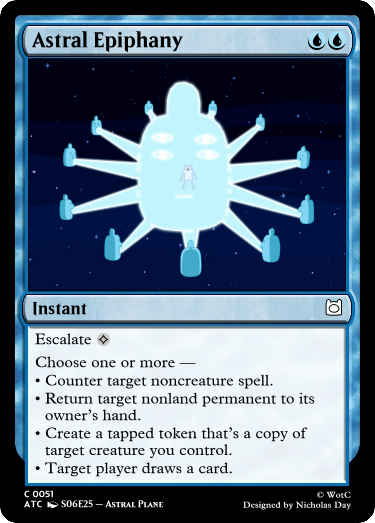 Astral Epiphany
Instant
Escalate
Choose one or more —
• Counter target noncreature spell.
• Return target nonland permanent to its
owner's hand.
• Create a tapped token that's a copy of
target creature you control.
• Target player draws a card.
C 0051
© WotC
ATC S06E25 — Astral Plane
Designed by Nicholas Day